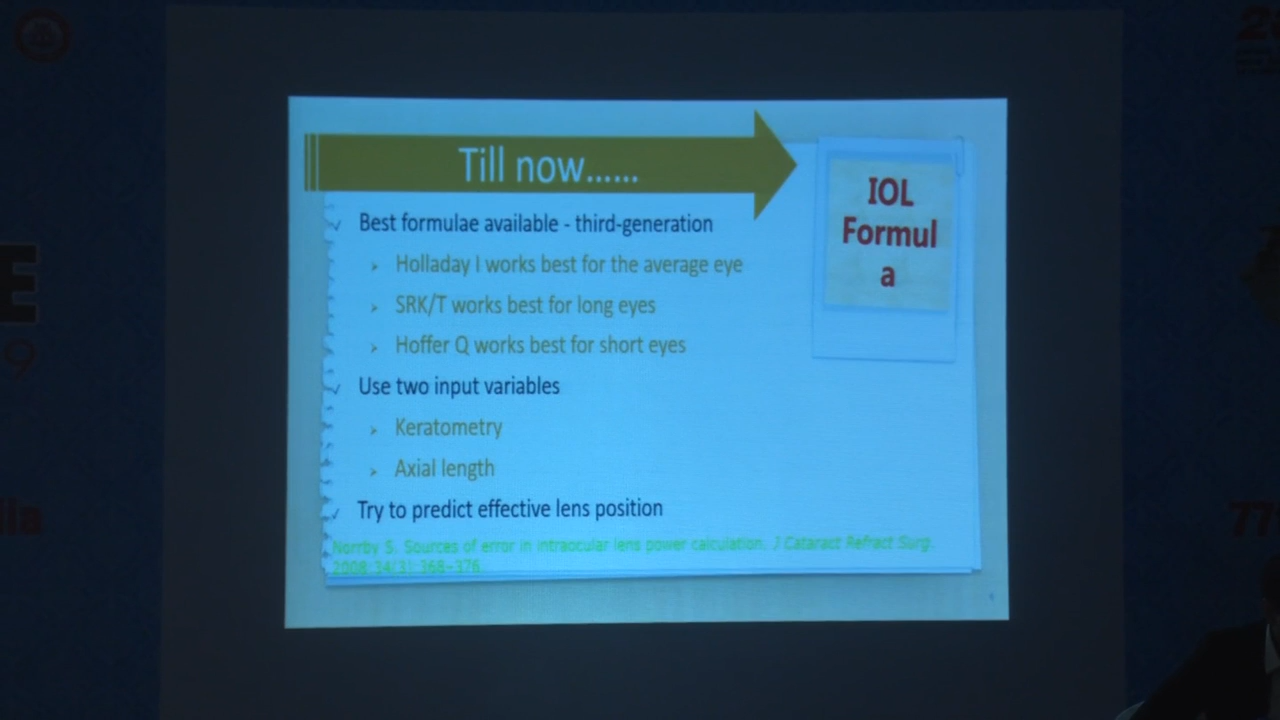 Till now......
IOL
Formul
a
Best formulae available - third-generation
Holladay I works best for the average eye
SRK/T works best for long eyes
Hoffer Q works best for short eyes
Use two input variables
Keratometry
Axial length
Try to predict effective lens position
Norrby S. Sources of error in intraocular lens power calculation. J Cataract Refract Surg.
2008;34(3):368–376.
E
9
77